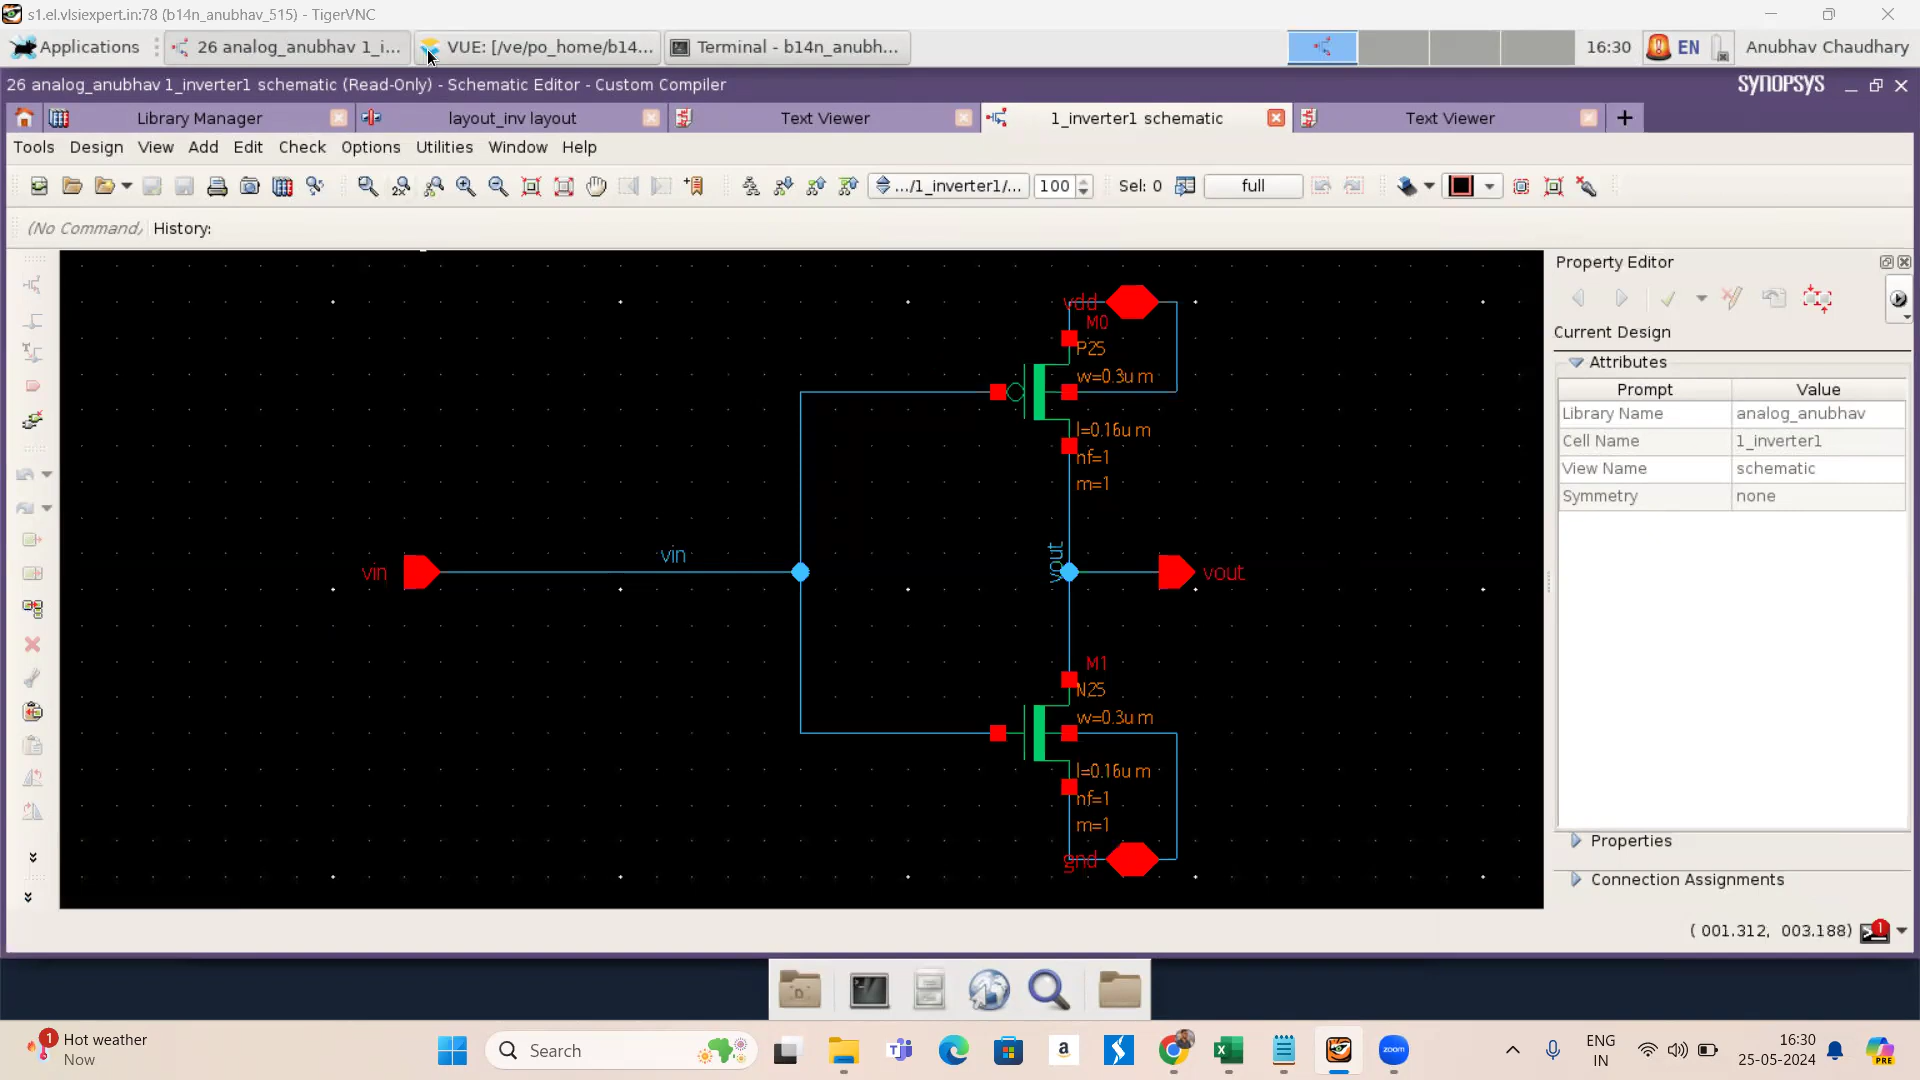 s1.el.vlsiexpert.in:78 (b14n_anubhav_515) - TigerVNC
Applications
26 analog_anubhav 1_i...
VUE: [/ve/po_home/b14...
Terminal - b14n_anubh...
16:30
EN
Anubhav Chaudhary
26 analog_anubhav 1_inverter1 schematic (Read-Only) - Schematic Editor - Custom Compiler
SYNOPSYS
Library Manager
layout_inv layout
Text Viewer
1_inverter1 schematic
Text Viewer
Tools Design View Add Edit Check Options Utilities Window Help
.../1_inverter1/...
100
Sel: 0
full
(No Command) History:
Property Editor
Current Design
Attributes
Prompt Value
Library Name analog_anubhav
Cell Name 1_inverter1
View Name schematic
Symmetry none
Properties
Connection Assignments
vdd
M0
P25
w=0.3u m
l=0.16u m
nf=1
m=1
vin
vin
vout
vout
M1
N25
w=0.3u m
l=0.16u m
nf=1
m=1
gnd
( 001.312, 003.188)
1
1
Hot weather
Now
Search
a
zoom
ENG
IN
16:30
25-05-2024
PRE